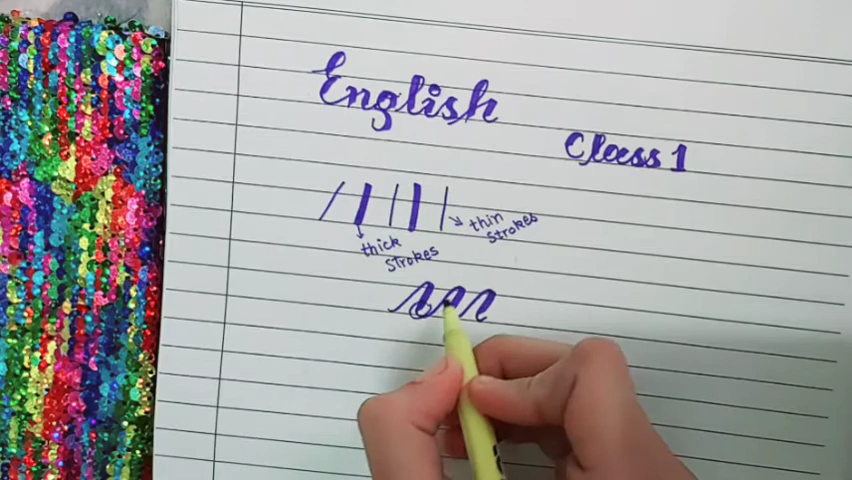 English
Class 1
thin
strokes
thick
strokes